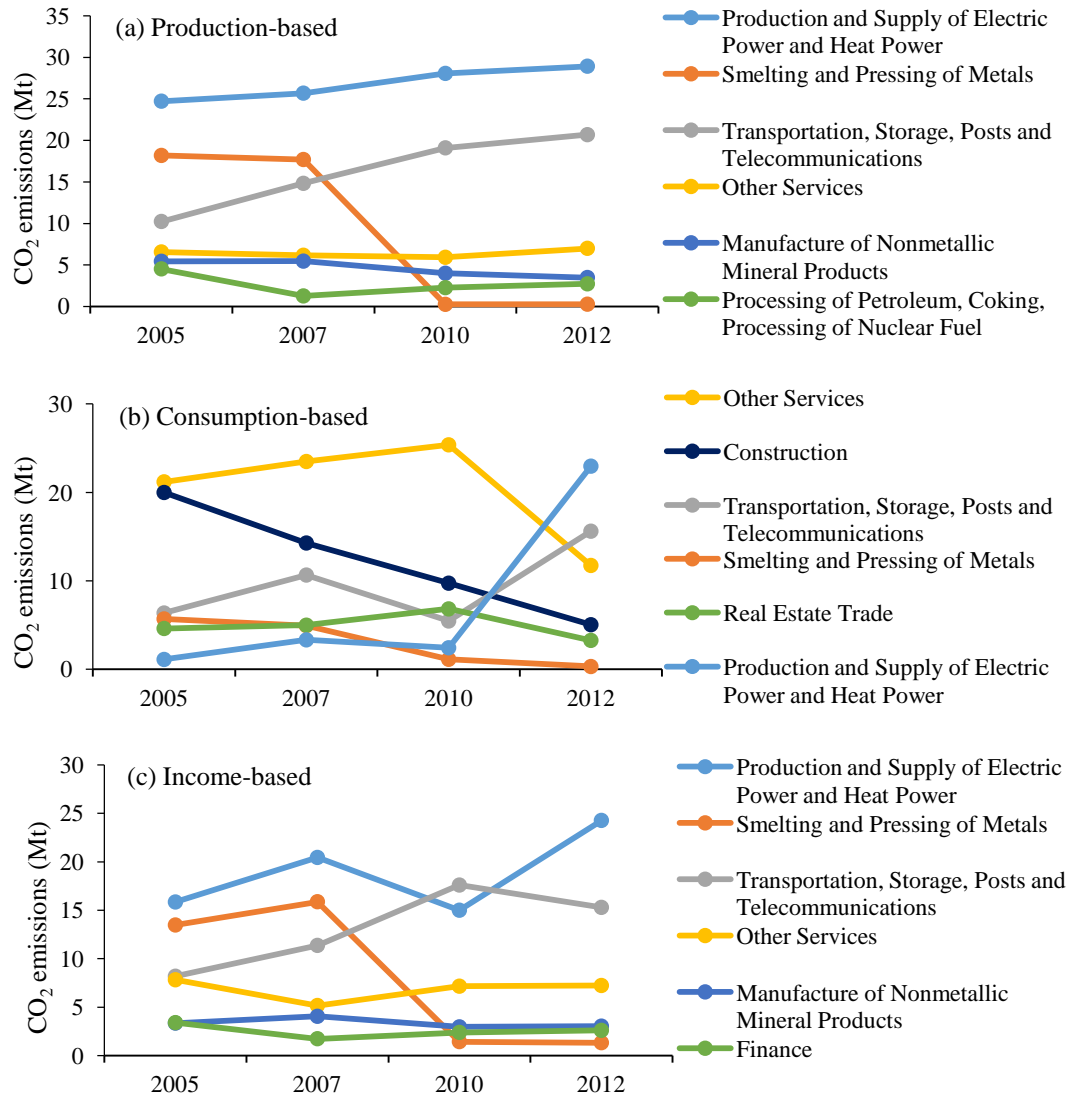 (a) Production-based
CO₂ emissions (Mt)
35
30
25
20
15
10
5
0
2005 2007 2010 2012
Production and Supply of Electric
Power and Heat Power
Smelting and Pressing of Metals
Transportation, Storage, Posts and
Telecommunications
Other Services
Manufacture of Nonmetallic
Mineral Products
Processing of Petroleum, Coking,
Processing of Nuclear Fuel
(b) Consumption-based
CO₂ emissions (Mt)
30
20
10
0
2005 2007 2010 2012
Other Services
Construction
Transportation, Storage, Posts and
Telecommunications
Smelting and Pressing of Metals
Real Estate Trade
Production and Supply of Electric
Power and Heat Power
(c) Income-based
CO₂ emissions (Mt)
30
25
20
15
10
5
0
2005 2007 2010 2012
Production and Supply of Electric
Power and Heat Power
Smelting and Pressing of Metals
Transportation, Storage, Posts and
Telecommunications
Other Services
Manufacture of Nonmetallic
Mineral Products
Finance